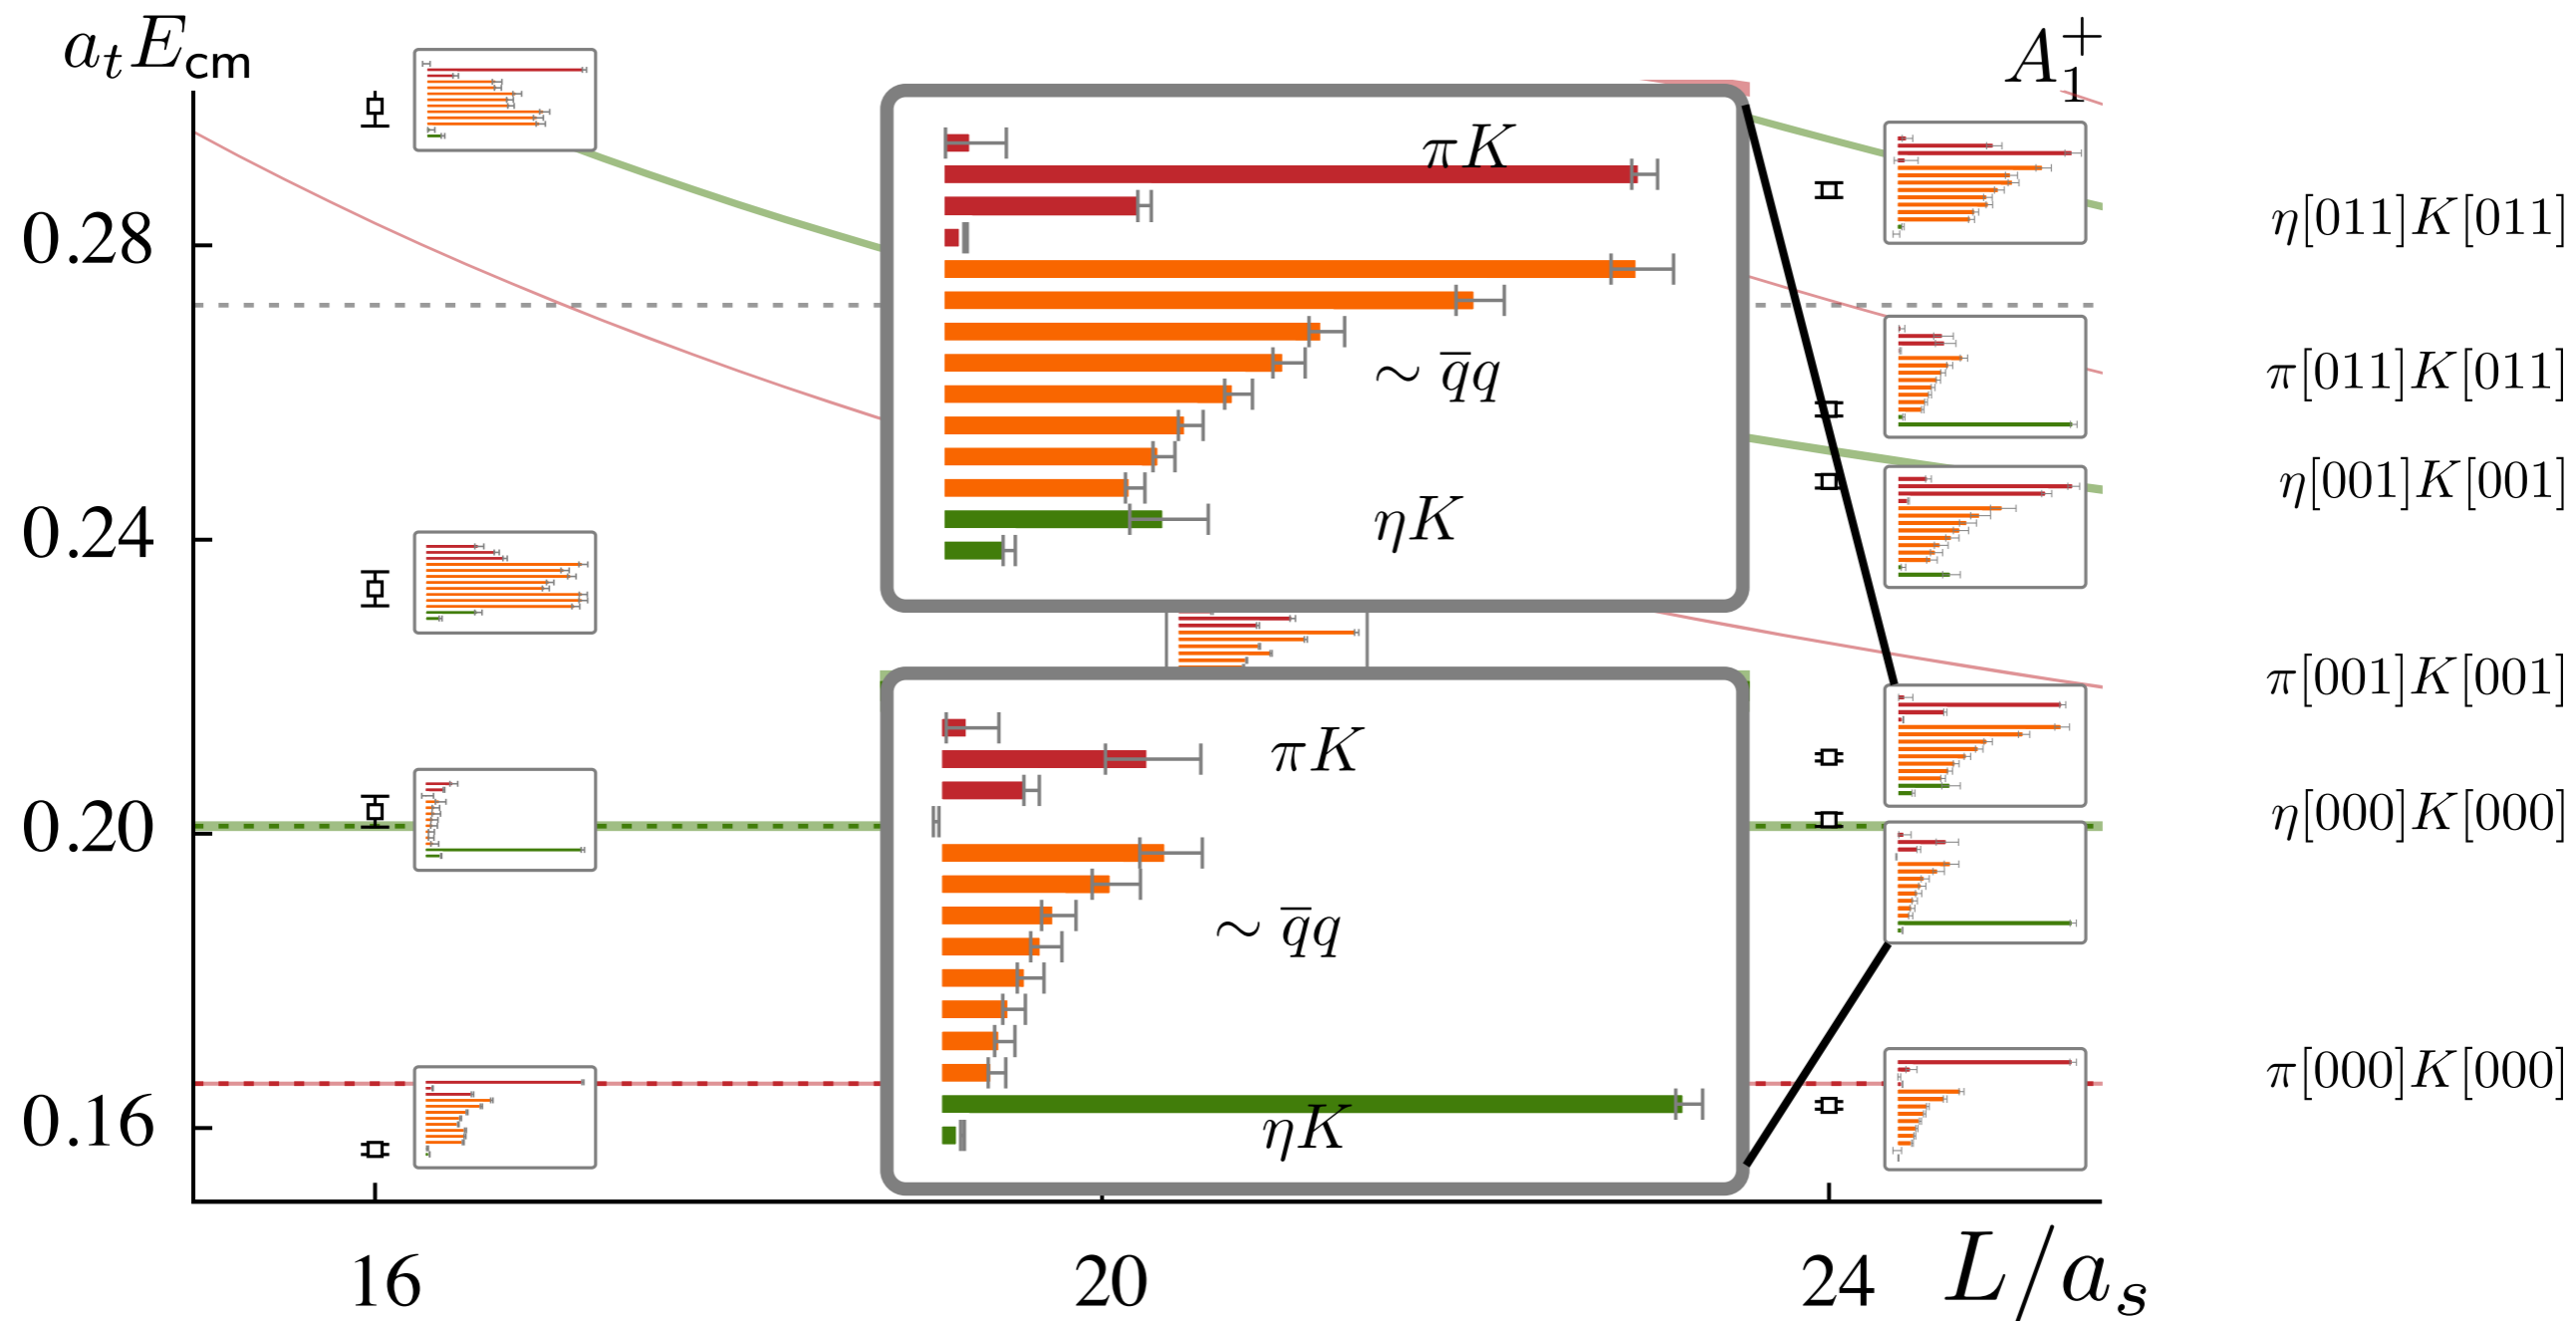 a_t E_cm
A_1^+
πK
η[011]K[011]
0.28
π[011]K[011]
∼ q̅q
η[001]K[001]
ηK
0.24
π[001]K[001]
πK
0.20
η[000]K[000]
∼ q̅q
π[000]K[000]
0.16
ηK
16
20
24
L/a_s